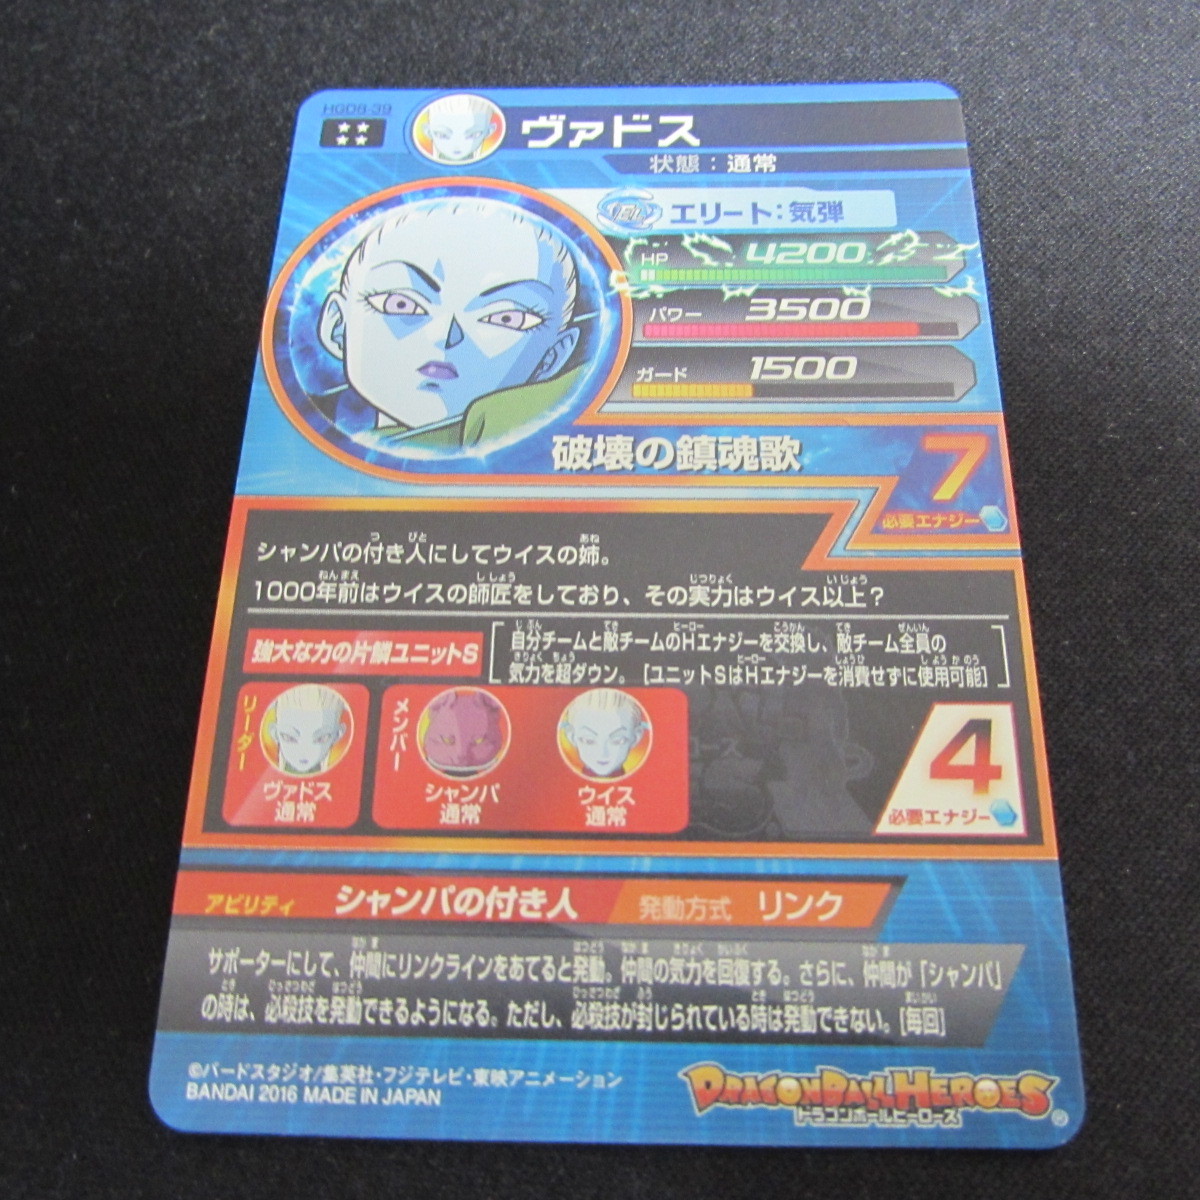 HGD8-39
ヴァドス
状態：通常
エリート：気弾
HP 4200
パワー 3500
ガード 1500
破壊の鎮魂歌
7
必要エナジー
シャンパの付き人にしてウイスの姉。
1000年前はウイスの師匠をしており、その実力はウイス以上？
強大な力の片鱗ユニットS
自分チームと敵チームのHエナジーを交換し、敵チーム全員の
気力を超ダウン。［ユニットSはHエナジーを消費せずに使用可能］
リーダー
ヴァドス
通常
メンバー
シャンパ
通常
ウイス
通常
4
必要エナジー
アビリティ シャンパの付き人 発動方式 リンク
サポーターにして、仲間にリンクラインをあてると発動。仲間の気力を回復する。さらに、仲間が「シャンパ」
の時は、必殺技を発動できるようになる。ただし、必殺技が封じられている時は発動できない。［毎回］
©バードスタジオ/集英社・フジテレビ・東映アニメーション
BANDAI 2016 MADE IN JAPAN
DRAGONBALL HEROES
ドラゴンボールヒーローズ